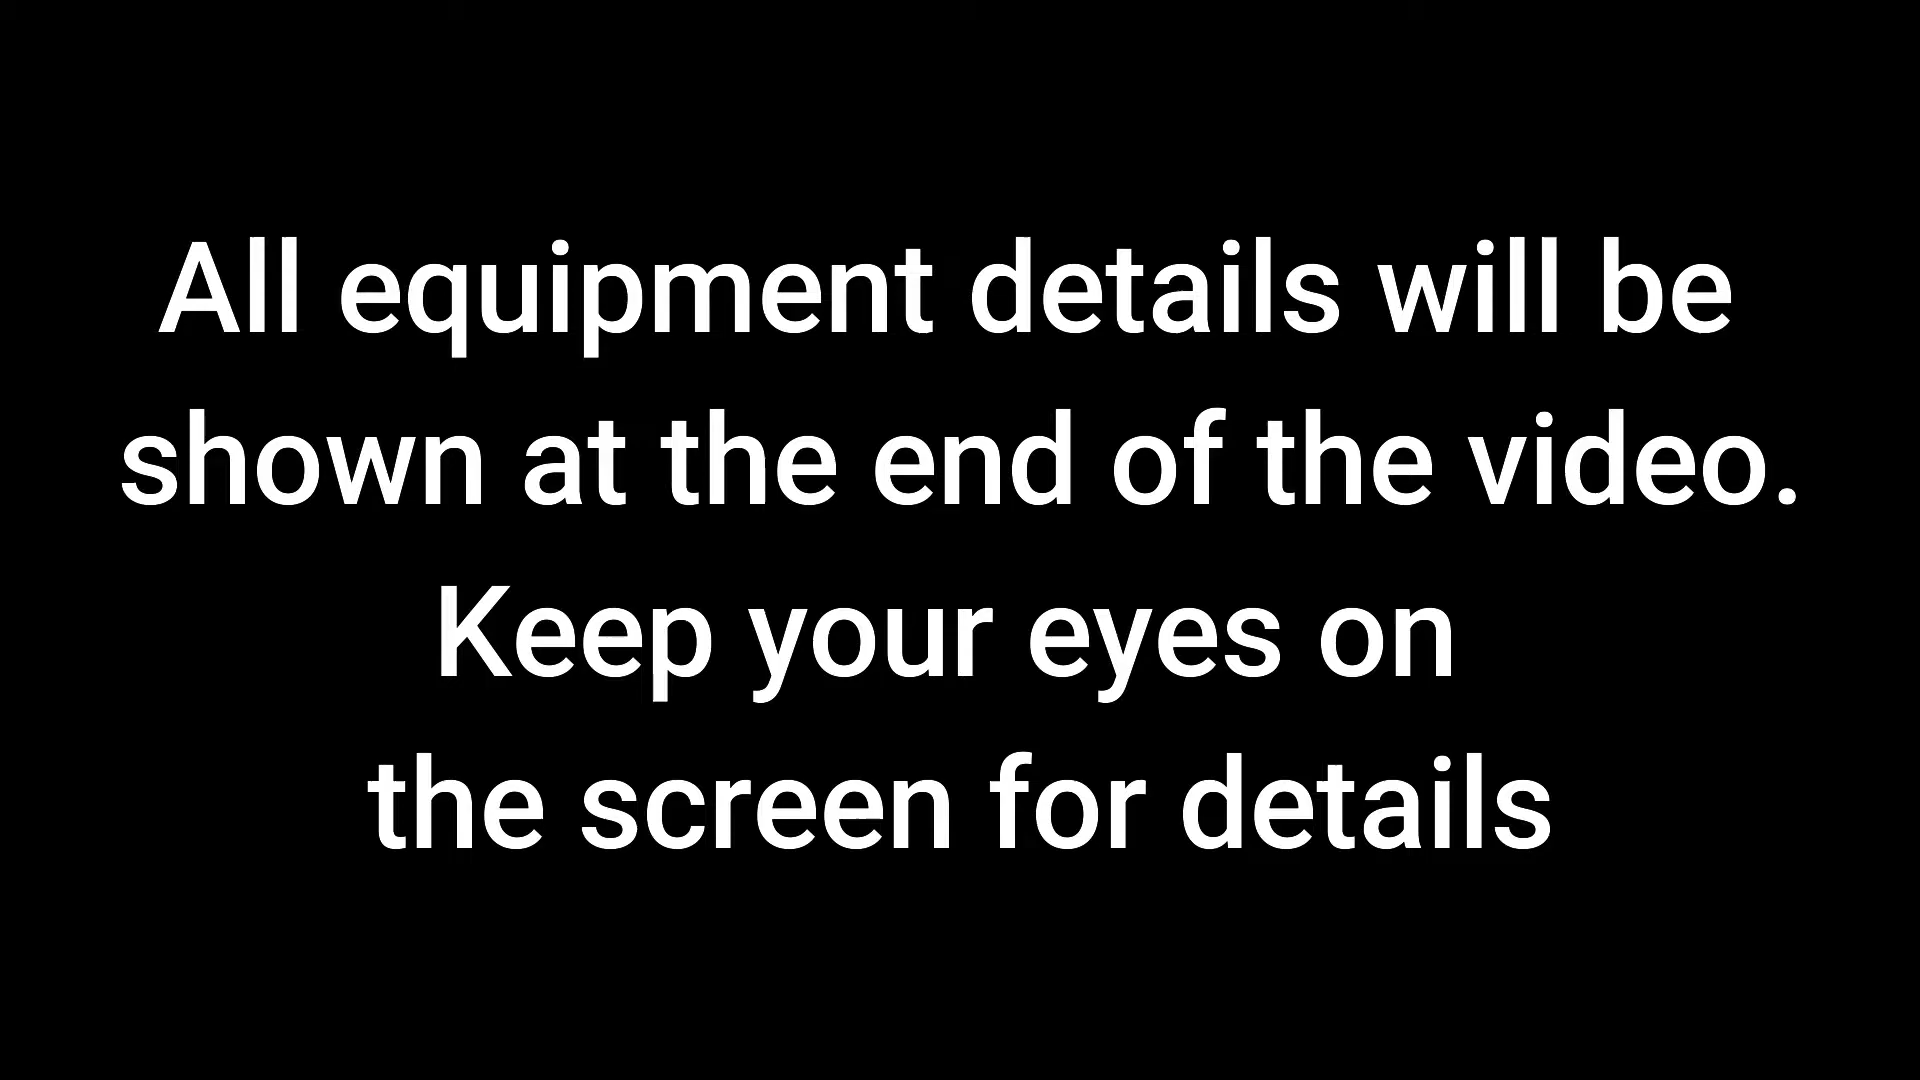 All equipment details will be
shown at the end of the video.
Keep your eyes on
the screen for details